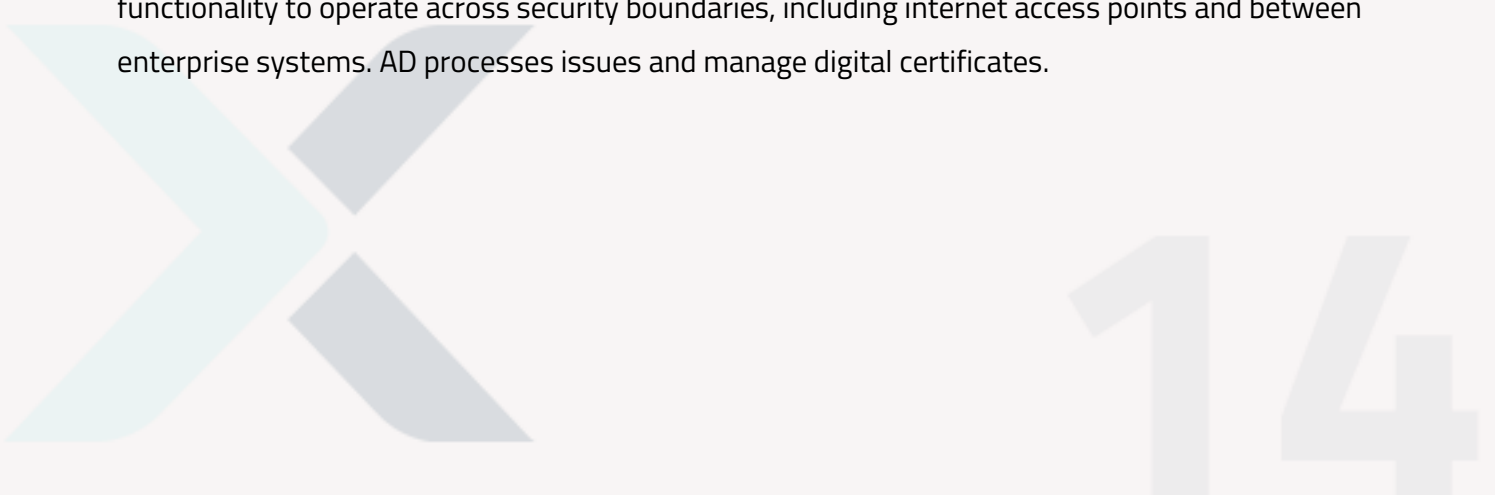 functionality to operate across security boundaries, including internet access points and between
enterprise systems. AD processes issues and manage digital certificates.
14